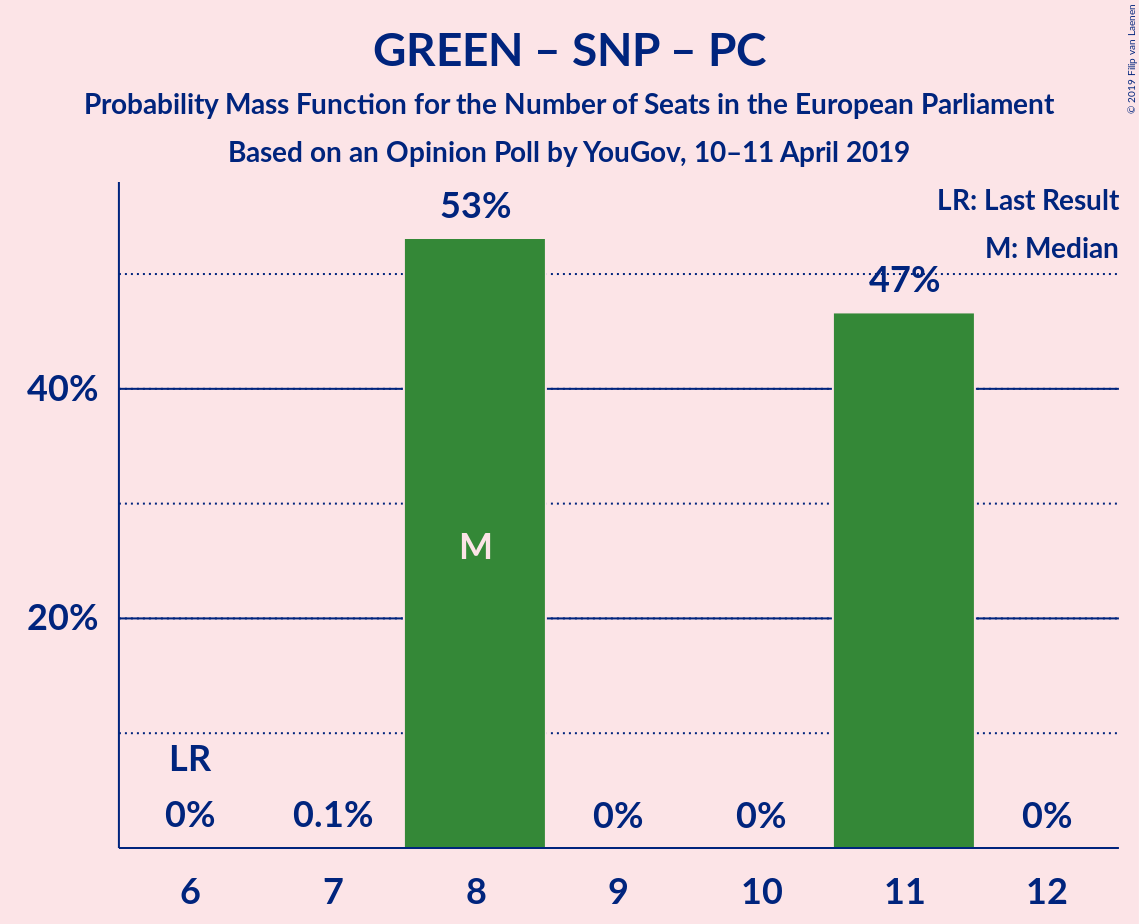 GREEN – SNP – PC
Probability Mass Function for the Number of Seats in the European Parliament
Based on an Opinion Poll by YouGov, 10–11 April 2019
© 2019 Filip van Laenen
LR: Last Result
M: Median
53%
47%
40%
20%
M
LR
0%
0.1%
0%
0%
0%
6
7
8
9
10
11
12